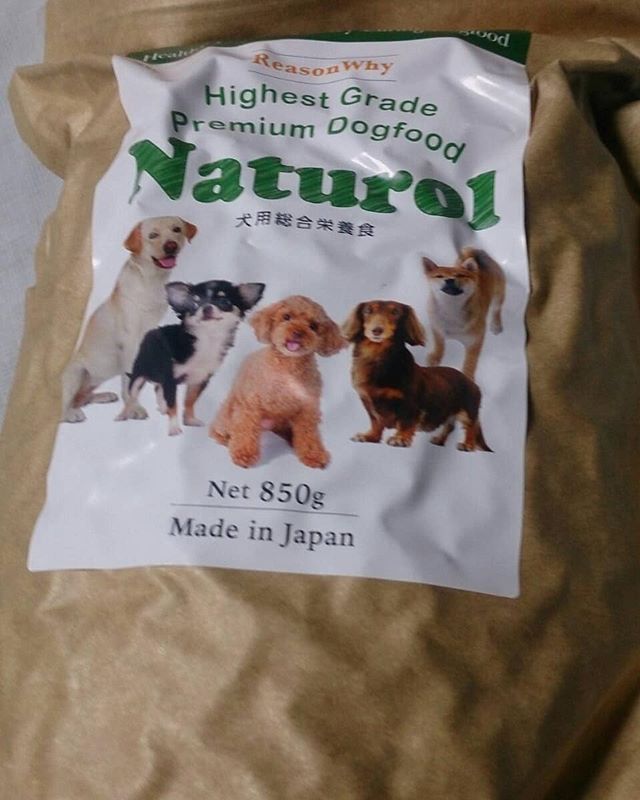 ReasonWhy
Highest Grade
Premium Dogfood
Naturol
犬用総合栄養食
Net 850g
Made in Japan